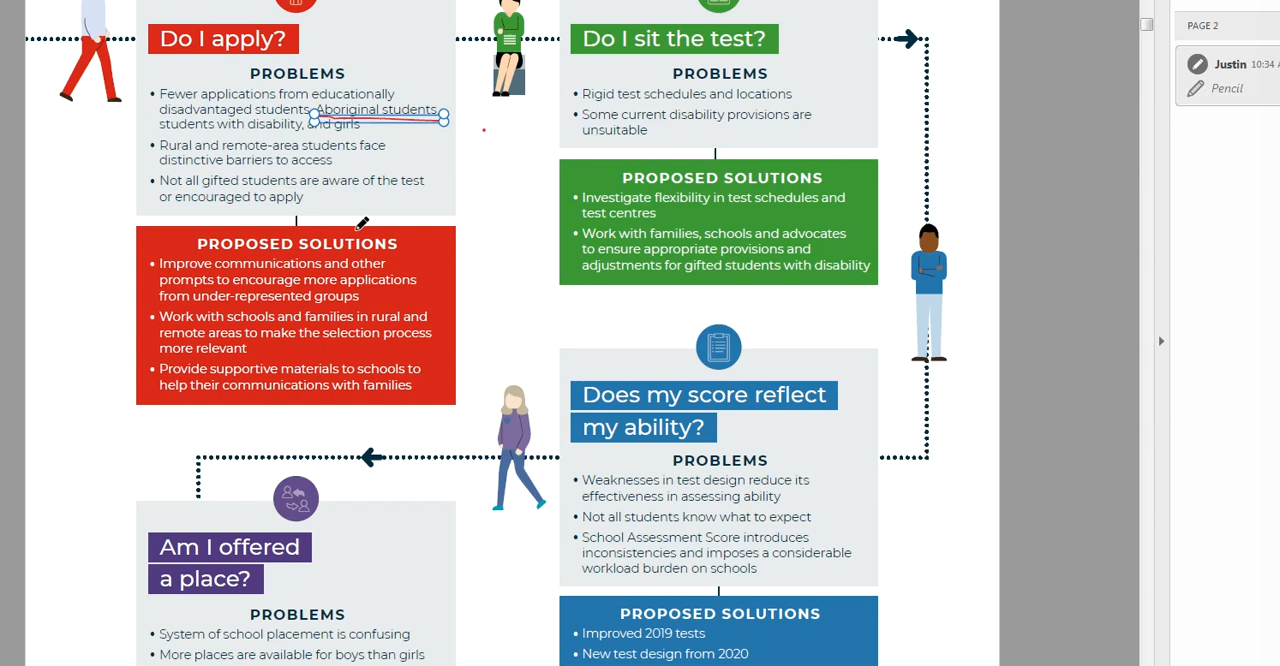 Do I apply?
PROBLEMS
• Fewer applications from educationally
disadvantaged students, Aboriginal students,
students with disability, and girls
• Rural and remote-area students face
distinctive barriers to access
• Not all gifted students are aware of the test
or encouraged to apply
PROPOSED SOLUTIONS
• Improve communications and other
prompts to encourage more applications
from under-represented groups
• Work with schools and families in rural and
remote areas to make the selection process
more relevant
• Provide supportive materials to schools to
help their communications with families
Do I sit the test?
PROBLEMS
• Rigid test schedules and locations
• Some current disability provisions are
unsuitable
PROPOSED SOLUTIONS
• Investigate flexibility in test schedules and
test centres
• Work with families, schools and advocates
to ensure appropriate provisions and
adjustments for gifted students with disability
Does my score reflect
my ability?
PROBLEMS
• Weaknesses in test design reduce its
effectiveness in assessing ability
• Not all students know what to expect
• School Assessment Score introduces
inconsistencies and imposes a considerable
workload burden on schools
PROPOSED SOLUTIONS
• Improved 2019 tests
• New test design from 2020
Am I offered
a place?
PROBLEMS
• System of school placement is confusing
• More places are available for boys than girls
PAGE 2
Justin 10:34 A
Pencil